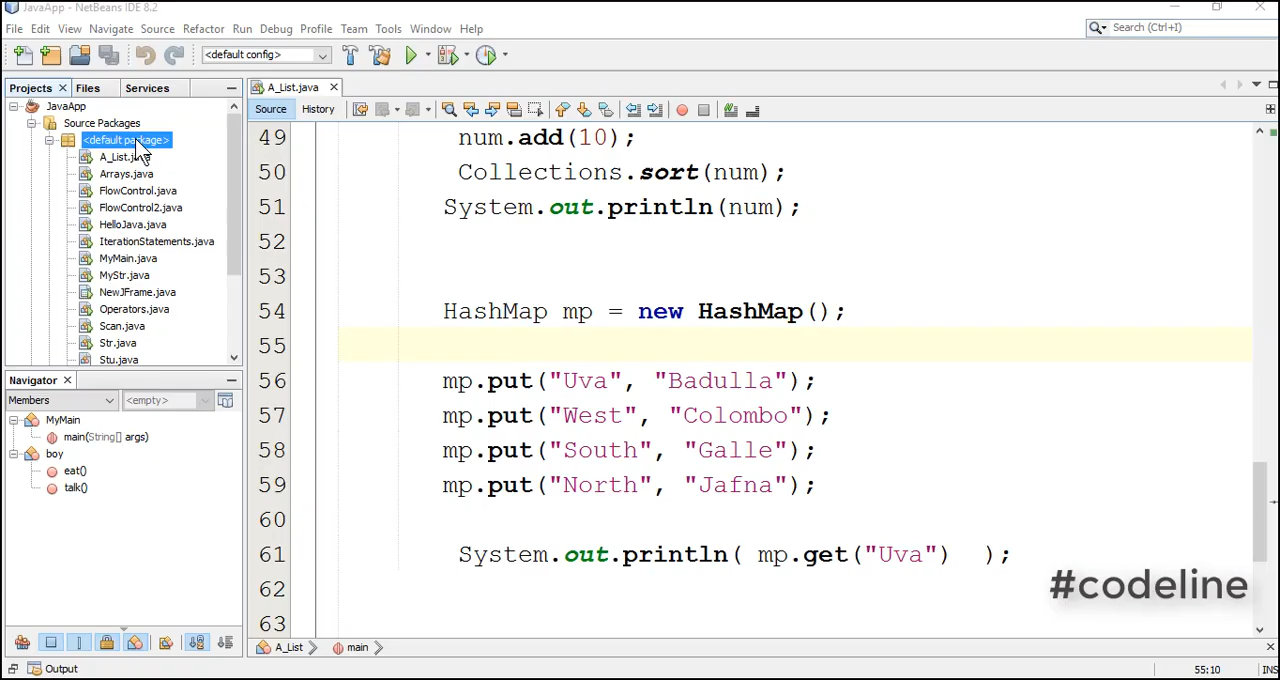 JavaApp - NetBeans IDE 8.2
File Edit View Navigate Source Refactor Run Debug Profile Team Tools Window Help
Search (Ctrl+I)
<default config>
Projects Files Services
A_List.java
Source History
JavaApp
Source Packages
<default package>
A_List.java
Arrays.java
FlowControl.java
FlowControl2.java
HelloJava.java
IterationStatements.java
MyMain.java
MyStr.java
NewJFrame.java
Operators.java
Scan.java
Str.java
Stu.java
Navigator
Members <empty>
MyMain
main(String[] args)
boy
eat()
talk()
49 num.add(10);
50 Collections.sort(num);
51 System.out.println(num);
52
53
54 HashMap mp = new HashMap();
55
56 mp.put("Uva", "Badulla");
57 mp.put("West", "Colombo");
58 mp.put("South", "Galle");
59 mp.put("North", "Jafna");
60
61 System.out.println( mp.get("Uva")  );
62
63
#codeline
A_List main
Output
55:10 INS